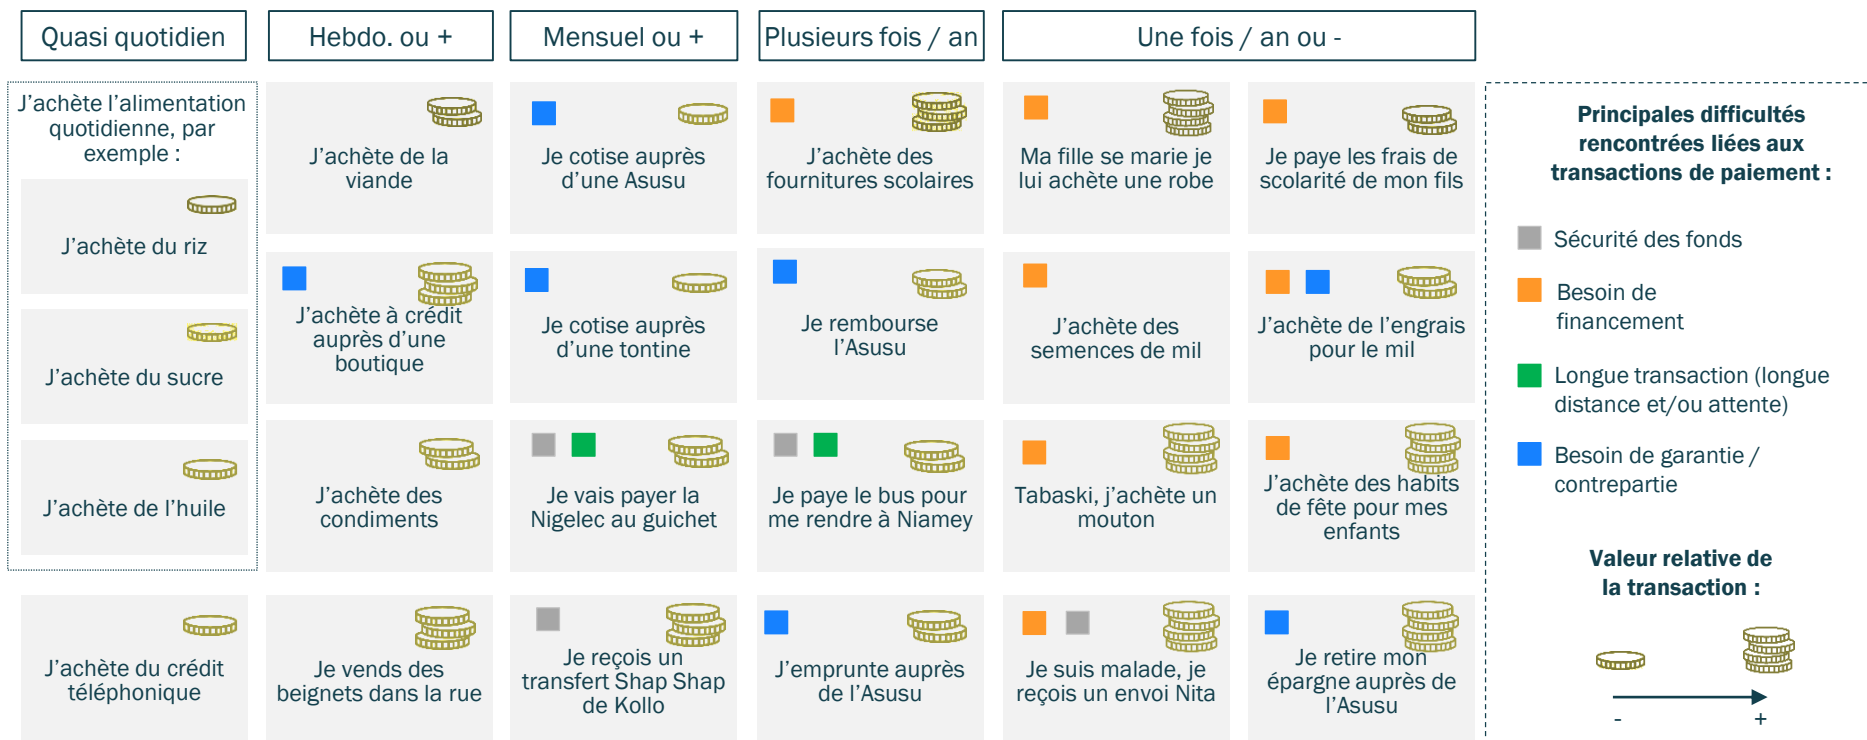 Quasi quotidien
Hebdo. ou +
Mensuel ou +
Plusieurs fois / an
Une fois / an ou -
J’achète l’alimentation
quotidienne, par
exemple :
J’achète du riz
J’achète du sucre
J’achète de l’huile
J’achète du crédit
téléphonique
J’achète de la
viande
J’achète à crédit
auprès d’une
boutique
J’achète des
condiments
Je vends des
beignets dans la rue
Je cotise auprès
d’une Asusu
Je cotise auprès
d’une tontine
Je vais payer la
Nigelec au guichet
Je reçois un
transfert Shap Shap
de Kollo
J’achète des
fournitures scolaires
Je rembourse
l’Asusu
Je paye le bus pour
me rendre à Niamey
J’emprunte auprès
de l’Asusu
Ma fille se marie je
lui achète une robe
J’achète des
semences de mil
Tabaski, j’achète un
mouton
Je suis malade, je
reçois un envoi Nita
Je paye les frais de
scolarité de mon fils
J’achète de l’engrais
pour le mil
J’achète des habits
de fête pour mes
enfants
Je retire mon
épargne auprès de
l’Asusu
Principales difficultés
rencontrées liées aux
transactions de paiement :
Sécurité des fonds
Besoin de
financement
Longue transaction (longue
distance et/ou attente)
Besoin de garantie /
contrepartie
Valeur relative de
la transaction :
- +